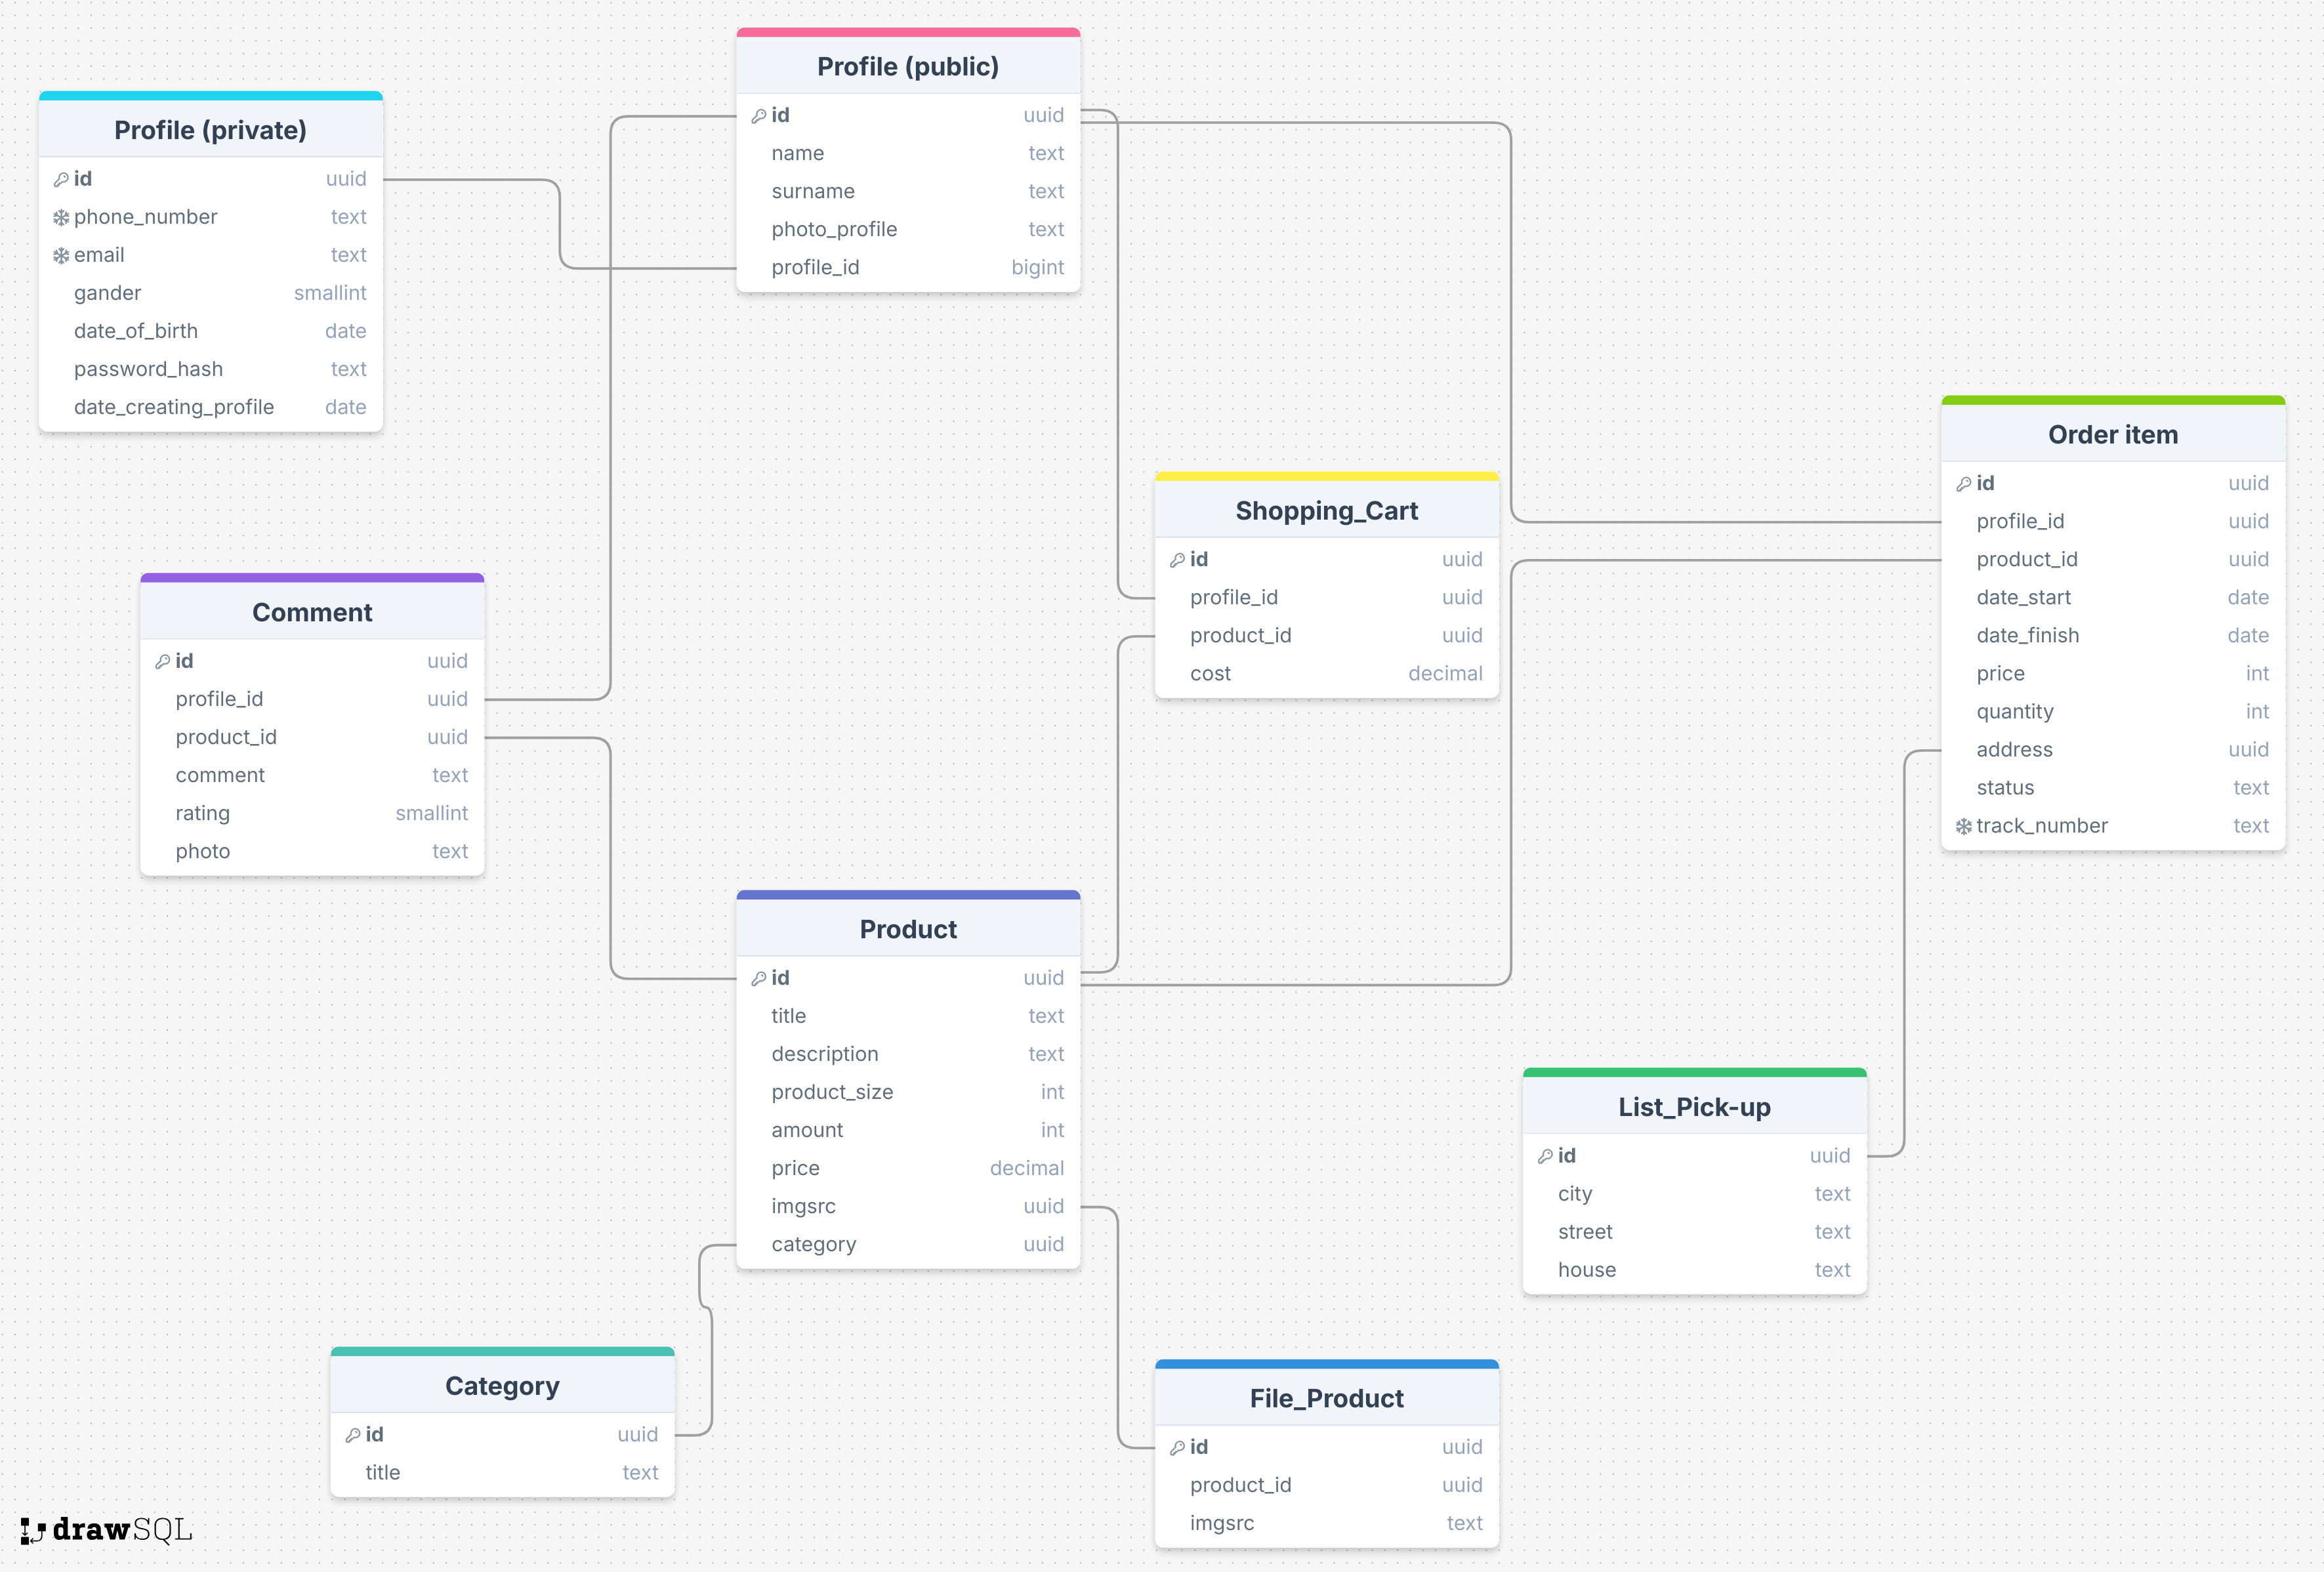 Profile (public)
id uuid
name text
surname text
photo_profile text
profile_id bigint
Profile (private)
id uuid
phone_number text
email text
gander smallint
date_of_birth date
password_hash text
date_creating_profile date
Order item
id uuid
profile_id uuid
product_id uuid
date_start date
date_finish date
price int
quantity int
address uuid
status text
track_number text
Shopping_Cart
id uuid
profile_id uuid
product_id uuid
cost decimal
Comment
id uuid
profile_id uuid
product_id uuid
comment text
rating smallint
photo text
Product
id uuid
title text
description text
product_size int
amount int
price decimal
imgsrc uuid
category uuid
List_Pick-up
id uuid
city text
street text
house text
Category
id uuid
title text
File_Product
id uuid
product_id uuid
imgsrc text
drawSQL